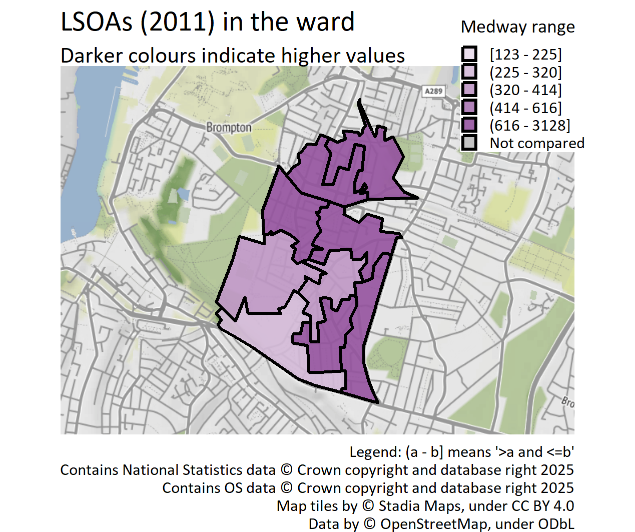 LSOAs (2011) in the ward
Darker colours indicate higher values
Medway range
[123 - 225]
(225 - 320]
(320 - 414]
(414 - 616]
(616 - 3128]
Not compared
A289
Brompton
Bro
Legend: (a - b] means '>a and <=b'
Contains National Statistics data © Crown copyright and database right 2025
Contains OS data © Crown copyright and database right 2025
Map tiles by © Stadia Maps, under CC BY 4.0
Data by © OpenStreetMap, under ODbL